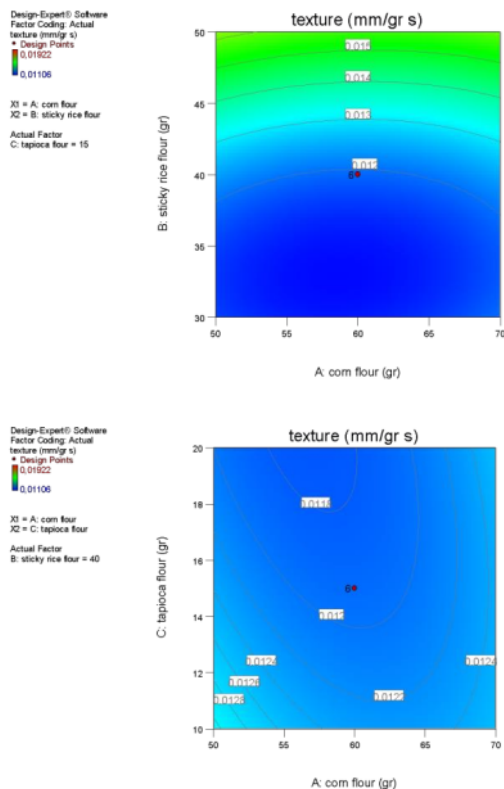 Design-Expert® Software
Factor Coding: Actual
texture (mm/gr s)
Design Points
0,01922
0,01106
X1 = A: corn flour
X2 = B: sticky rice flour
Actual Factor
C: tapioca flour = 15
texture (mm/gr s)
50
45
40
35
30
B: sticky rice flour (gr)
0.015
0.014
0.013
0.012
6
50
55
60
65
70
A: corn flour (gr)
Design-Expert® Software
Factor Coding: Actual
texture (mm/gr s)
Design Points
0,01922
0,01106
X1 = A: corn flour
X2 = C: tapioca flour
Actual Factor
B: sticky rice flour = 40
texture (mm/gr s)
20
18
16
14
12
10
C: tapioca flour (gr)
0.0118
6
0.012
0.0124
0.0124
0.0126
0.0128
0.0122
50
55
60
65
70
A: corn flour (gr)